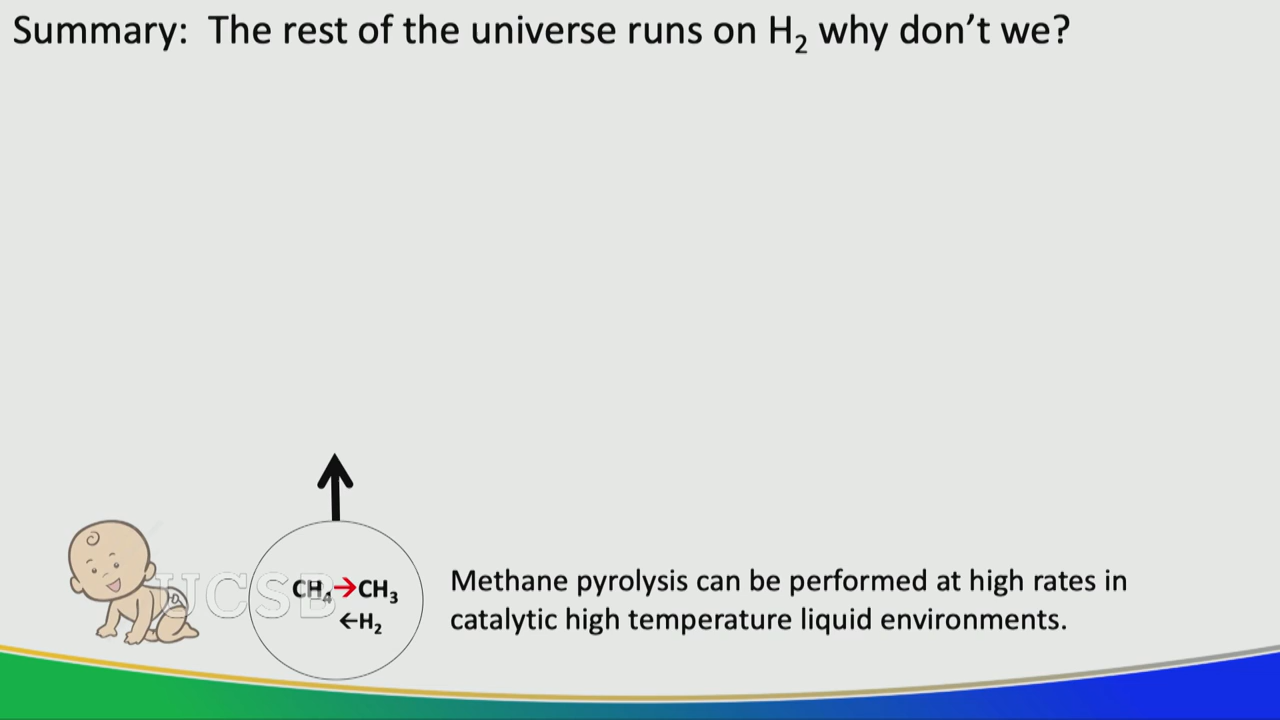 Summary:  The rest of the universe runs on H₂ why don’t we?
UCSB
CH₄→CH₃
←H₂
Methane pyrolysis can be performed at high rates in
catalytic high temperature liquid environments.